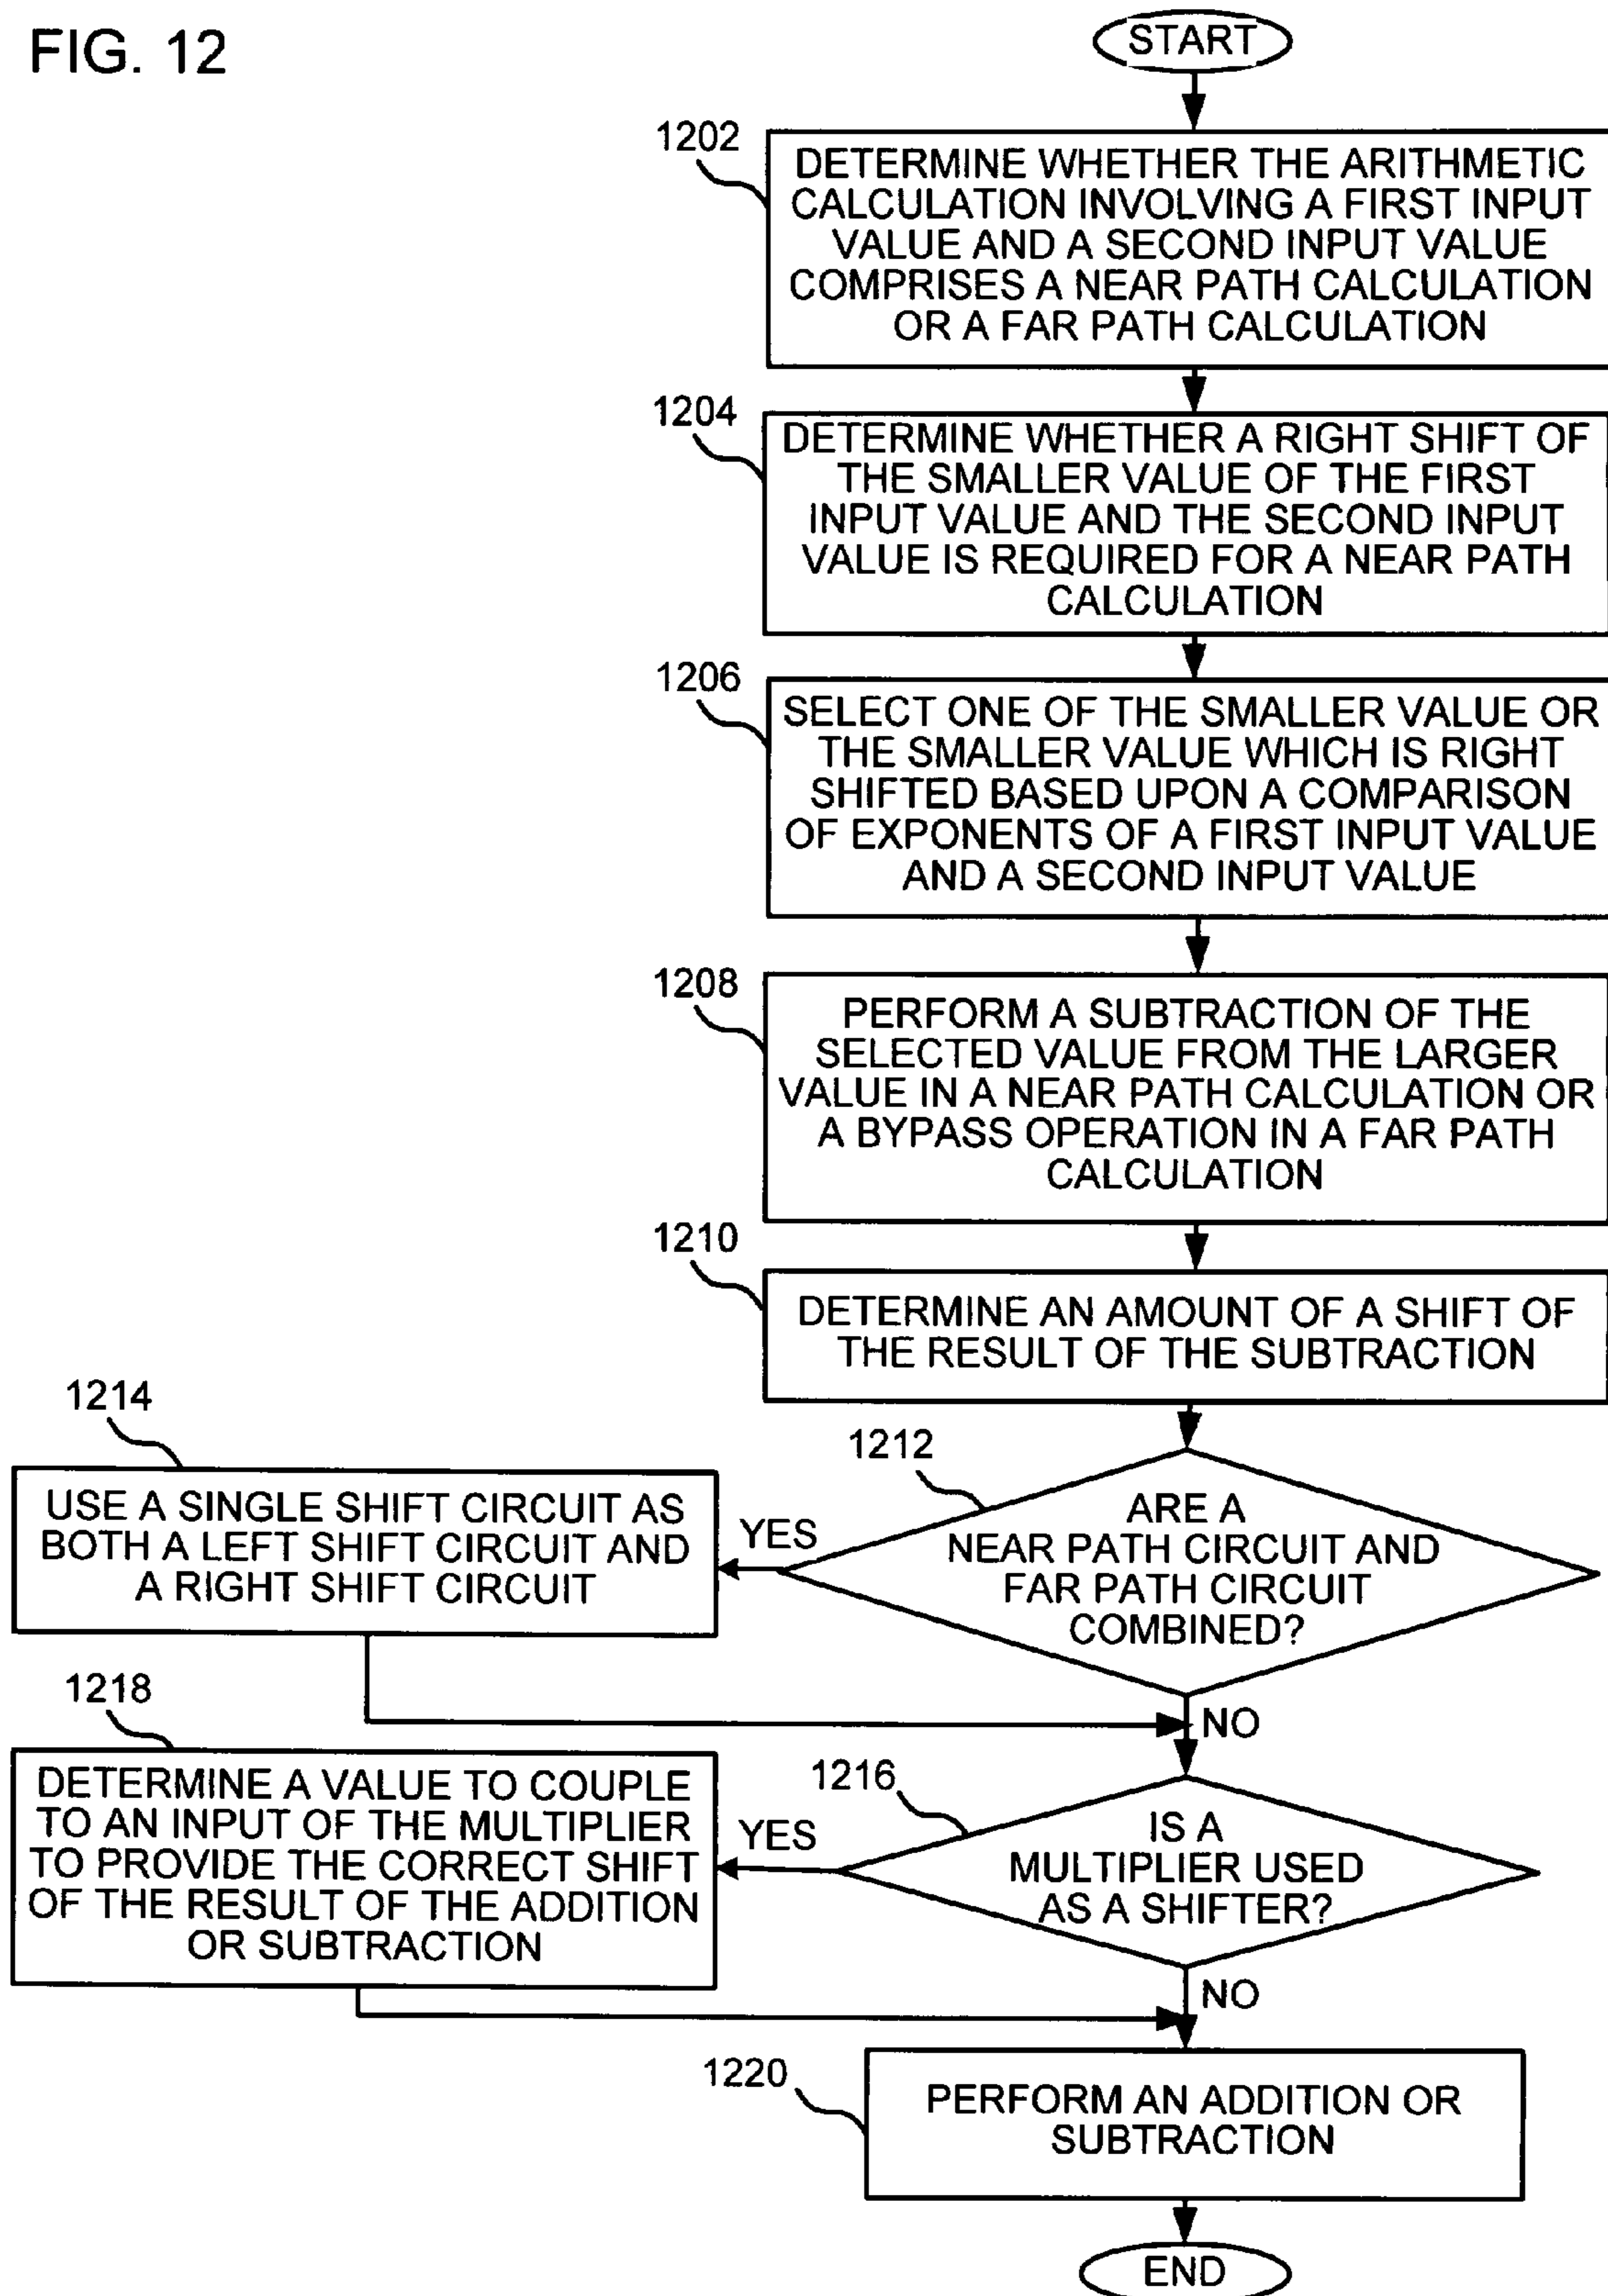 FIG. 12
START
1202
DETERMINE WHETHER THE ARITHMETIC
CALCULATION INVOLVING A FIRST INPUT
VALUE AND A SECOND INPUT VALUE
COMPRISES A NEAR PATH CALCULATION
OR A FAR PATH CALCULATION
1204
DETERMINE WHETHER A RIGHT SHIFT OF
THE SMALLER VALUE OF THE FIRST
INPUT VALUE AND THE SECOND INPUT
VALUE IS REQUIRED FOR A NEAR PATH
CALCULATION
1206
SELECT ONE OF THE SMALLER VALUE OR
THE SMALLER VALUE WHICH IS RIGHT
SHIFTED BASED UPON A COMPARISON
OF EXPONENTS OF A FIRST INPUT VALUE
AND A SECOND INPUT VALUE
1208
PERFORM A SUBTRACTION OF THE
SELECTED VALUE FROM THE LARGER
VALUE IN A NEAR PATH CALCULATION OR
A BYPASS OPERATION IN A FAR PATH
CALCULATION
1210
DETERMINE AN AMOUNT OF A SHIFT OF
THE RESULT OF THE SUBTRACTION
1212
ARE A
NEAR PATH CIRCUIT AND
FAR PATH CIRCUIT
COMBINED?
YES
1214
USE A SINGLE SHIFT CIRCUIT AS
BOTH A LEFT SHIFT CIRCUIT AND
A RIGHT SHIFT CIRCUIT
NO
1216
IS A
MULTIPLIER USED
AS A SHIFTER?
YES
1218
DETERMINE A VALUE TO COUPLE
TO AN INPUT OF THE MULTIPLIER
TO PROVIDE THE CORRECT SHIFT
OF THE RESULT OF THE ADDITION
OR SUBTRACTION
NO
1220
PERFORM AN ADDITION OR
SUBTRACTION
END